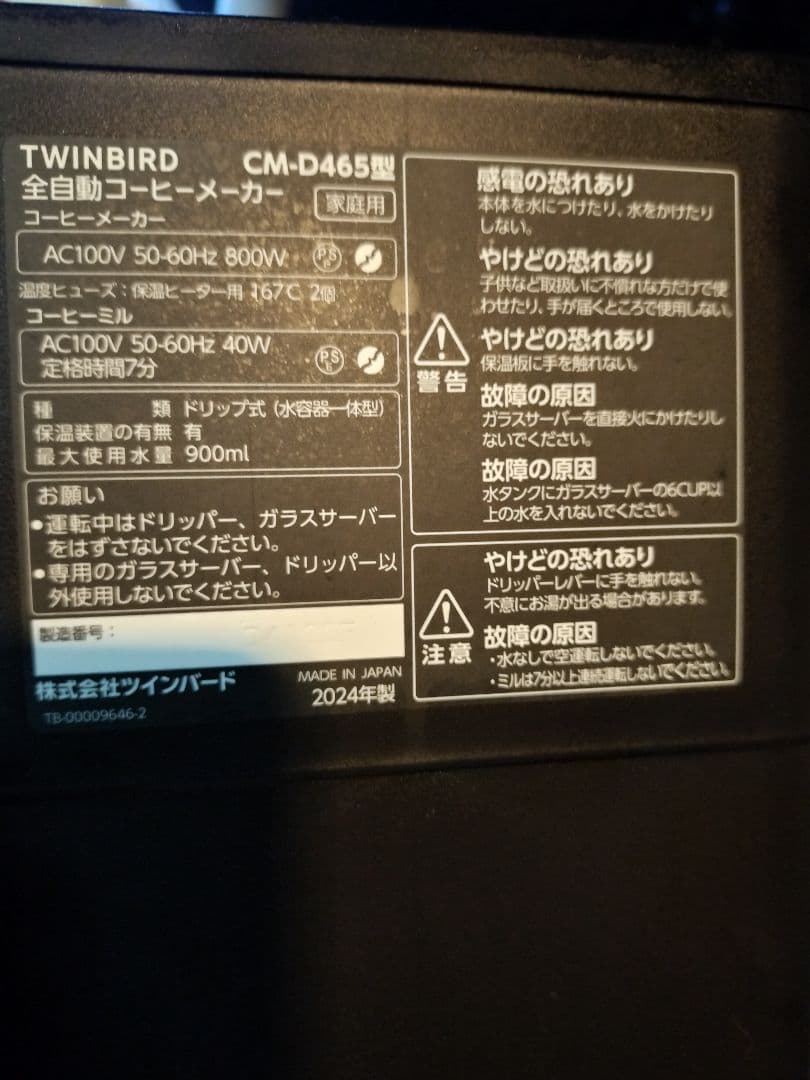 TWINBIRD CM-D465型
全自動コーヒーメーカー 家庭用
コーヒーメーカー
AC100V 50-60Hz 800W PSE
温度ヒューズ：保温ヒーター用 167℃ 2個
コーヒーミル
AC100V 50-60Hz 40W
定格時間7分 PSE
種類 ドリップ式（水容器一体型）
保温装置の有無 有
最大使用水量 900ml
お願い
●運転中はドリッパー、ガラスサーバー
をはずさないでください。
●専用のガラスサーバー、ドリッパー以
外使用しないでください。
製造番号：
株式会社ツインバード MADE IN JAPAN
2024年製
TB-00009646-2
警告
感電の恐れあり
本体を水につけたり、水をかけたり
しない。
やけどの恐れあり
子供など取扱いに不慣れな方だけで使
わせたり、手が届くところで使用しない。
やけどの恐れあり
保温板に手を触れない。
故障の原因
ガラスサーバーを直接火にかけたりし
ないでください。
故障の原因
水タンクにガラスサーバーの6CUP以
上の水を入れないでください。
注意
やけどの恐れあり
ドリッパーレバーに手を触れない。
不意にお湯が出る場合があります。
故障の原因
・水なしで空運転しないでください。
・ミルは7分以上連続運転しないでください。